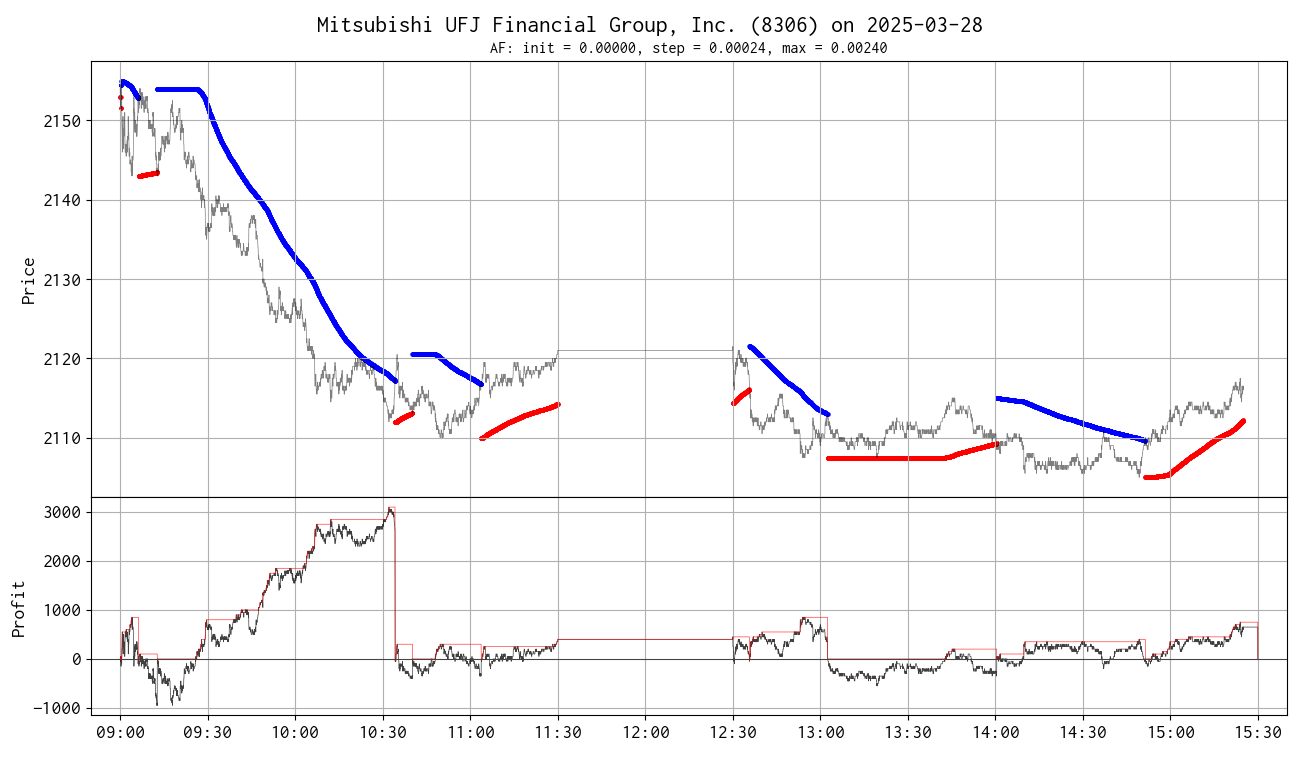 Mitsubishi UFJ Financial Group, Inc. (8306) on 2025-03-28
AF: init = 0.00000, step = 0.00024, max = 0.00240
Price
2150
2140
2130
2120
2110
Profit
3000
2000
1000
0
−1000
09:00 09:30 10:00 10:30 11:00 11:30 12:00 12:30 13:00 13:30 14:00 14:30 15:00 15:30